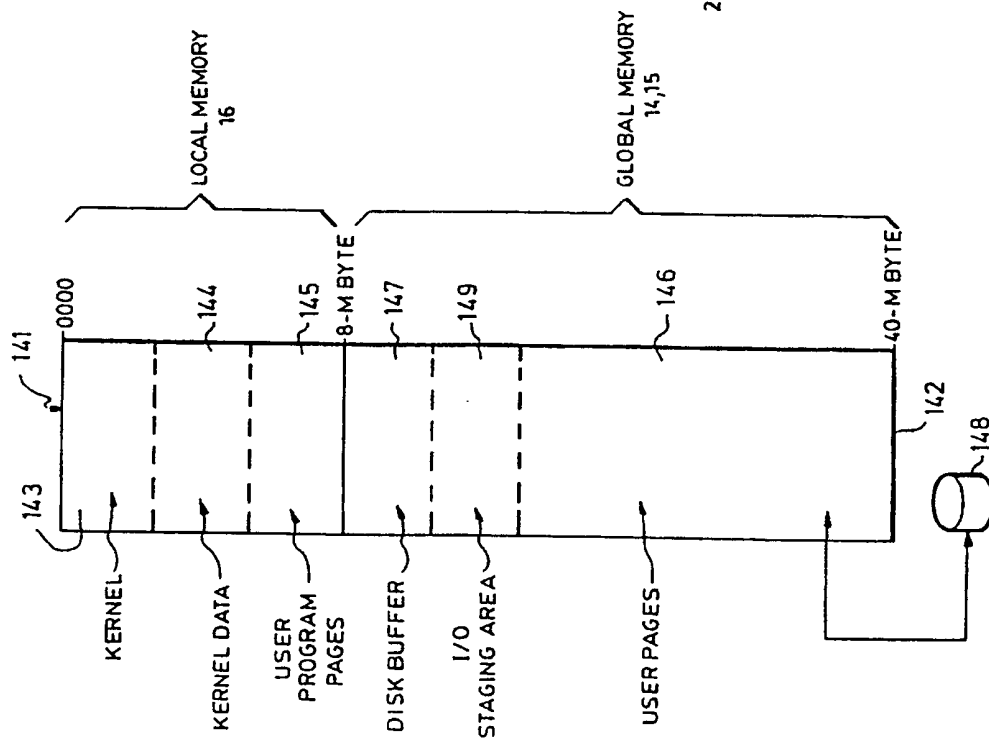 141
143
0000
KERNEL
144
KERNEL DATA
LOCAL MEMORY
16
145
USER
PROGRAM
PAGES
8-M BYTE
147
DISK BUFFER
149
I/O
STAGING AREA
GLOBAL MEMORY
14,15
146
USER PAGES
40-M BYTE
142
148
2